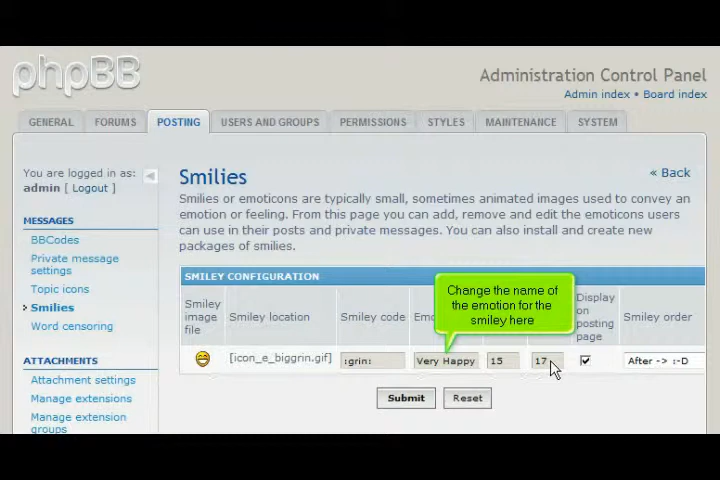 phpBB
Administration Control Panel
Admin index • Board index
GENERAL FORUMS POSTING USERS AND GROUPS PERMISSIONS STYLES MAINTENANCE SYSTEM
You are logged in as:
admin [ Logout ]
MESSAGES
BBCodes
Private message
settings
Topic icons
Smilies
Word censoring
ATTACHMENTS
Attachment settings
Manage extensions
Manage extension
groups
« Back
Smilies
Smilies or emoticons are typically small, sometimes animated images used to convey an
emotion or feeling. From this page you can add, remove and edit the emoticons users
can use in their posts and private messages. You can also install and create new
packages of smilies.
SMILEY CONFIGURATION
Smiley
image
file
Smiley location
Smiley code
Change the name of
the emotion for the
smiley here
Display
on
posting
page
Smiley order
[icon_e_biggrin.gif] :grin: Very Happy 15 17 After -> :-D
Submit Reset